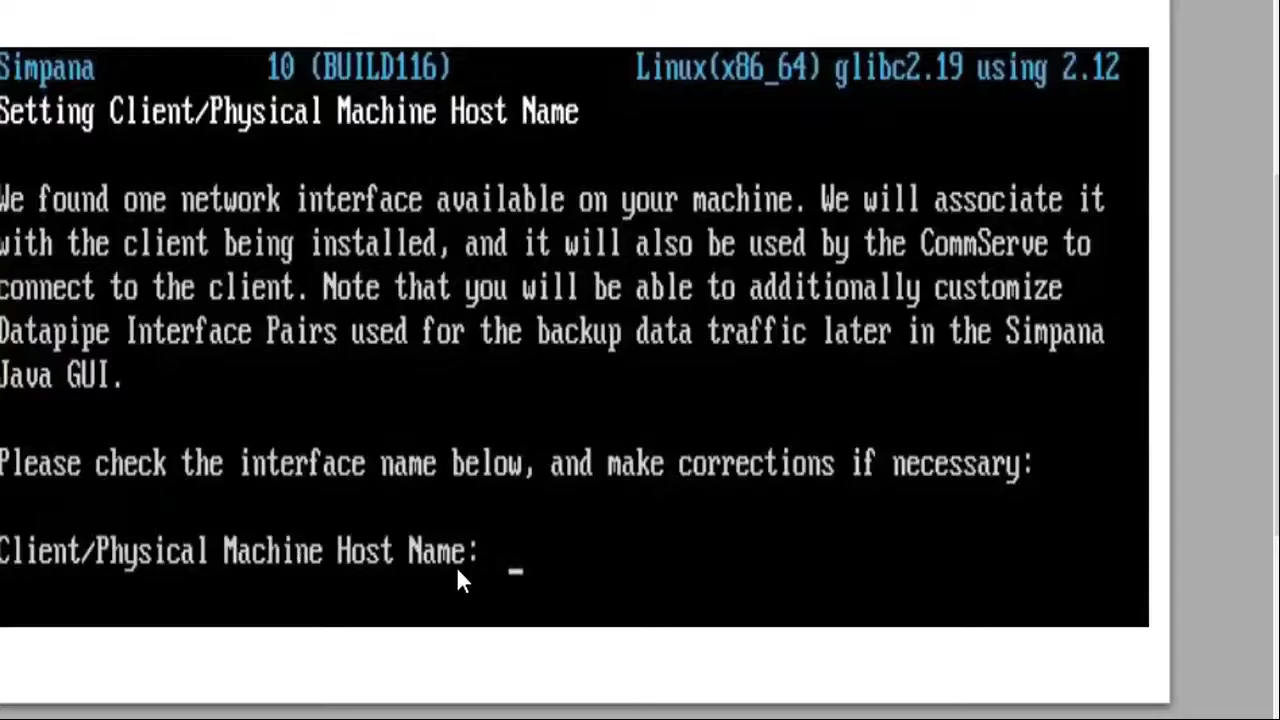 Simpana 10 (BUILD116) Linux(x86_64) glibc2.19 using 2.12
Setting Client/Physical Machine Host Name
We found one network interface available on your machine. We will associate it
with the client being installed, and it will also be used by the CommServe to
connect to the client. Note that you will be able to additionally customize
Datapipe Interface Pairs used for the backup data traffic later in the Simpana
Java GUI.
Please check the interface name below, and make corrections if necessary:
Client/Physical Machine Host Name: _